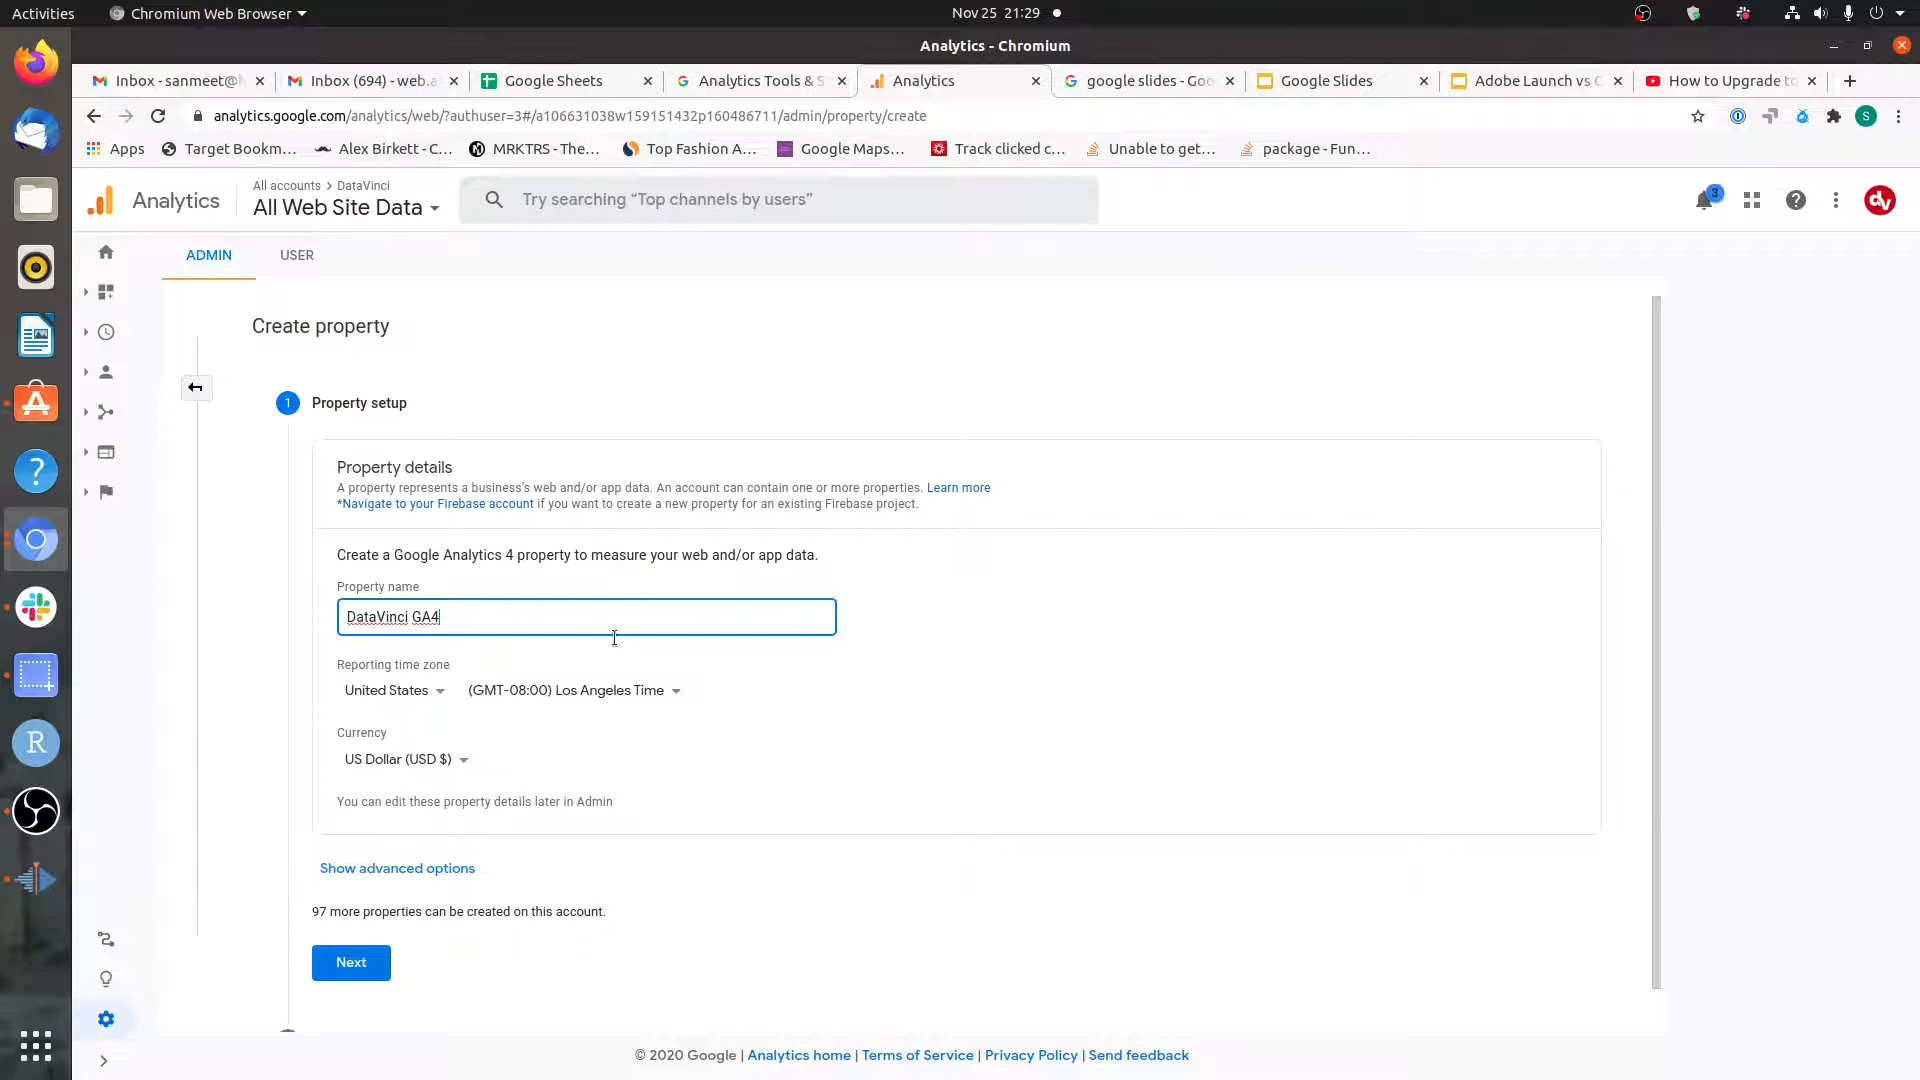 Activities
Chromium Web Browser
Nov 25 21:29
Analytics - Chromium
Inbox - sanmeet@h
Inbox (694) - web.a
Google Sheets
Analytics Tools & S
Analytics
google slides - Goo
Google Slides
Adobe Launch vs C
How to Upgrade to
analytics.google.com/analytics/web/?authuser=3#/a106631038w159151432p160486711/admin/property/create
S
Apps
Target Bookm...
Alex Birkett - C...
MRKTRS - The...
Top Fashion A...
Google Maps...
Track clicked c...
Unable to get...
package - Fun...
Analytics
All accounts > DataVinci
All Web Site Data
Try searching “Top channels by users”
3
dv
ADMIN
USER
Create property
1
Property setup
Property details
A property represents a business's web and/or app data. An account can contain one or more properties. Learn more
*Navigate to your Firebase account if you want to create a new property for an existing Firebase project.
Create a Google Analytics 4 property to measure your web and/or app data.
Property name
DataVinci GA4
Reporting time zone
United States
(GMT-08:00) Los Angeles Time
Currency
US Dollar (USD $)
You can edit these property details later in Admin
Show advanced options
97 more properties can be created on this account.
Next
© 2020 Google | Analytics home | Terms of Service | Privacy Policy | Send feedback